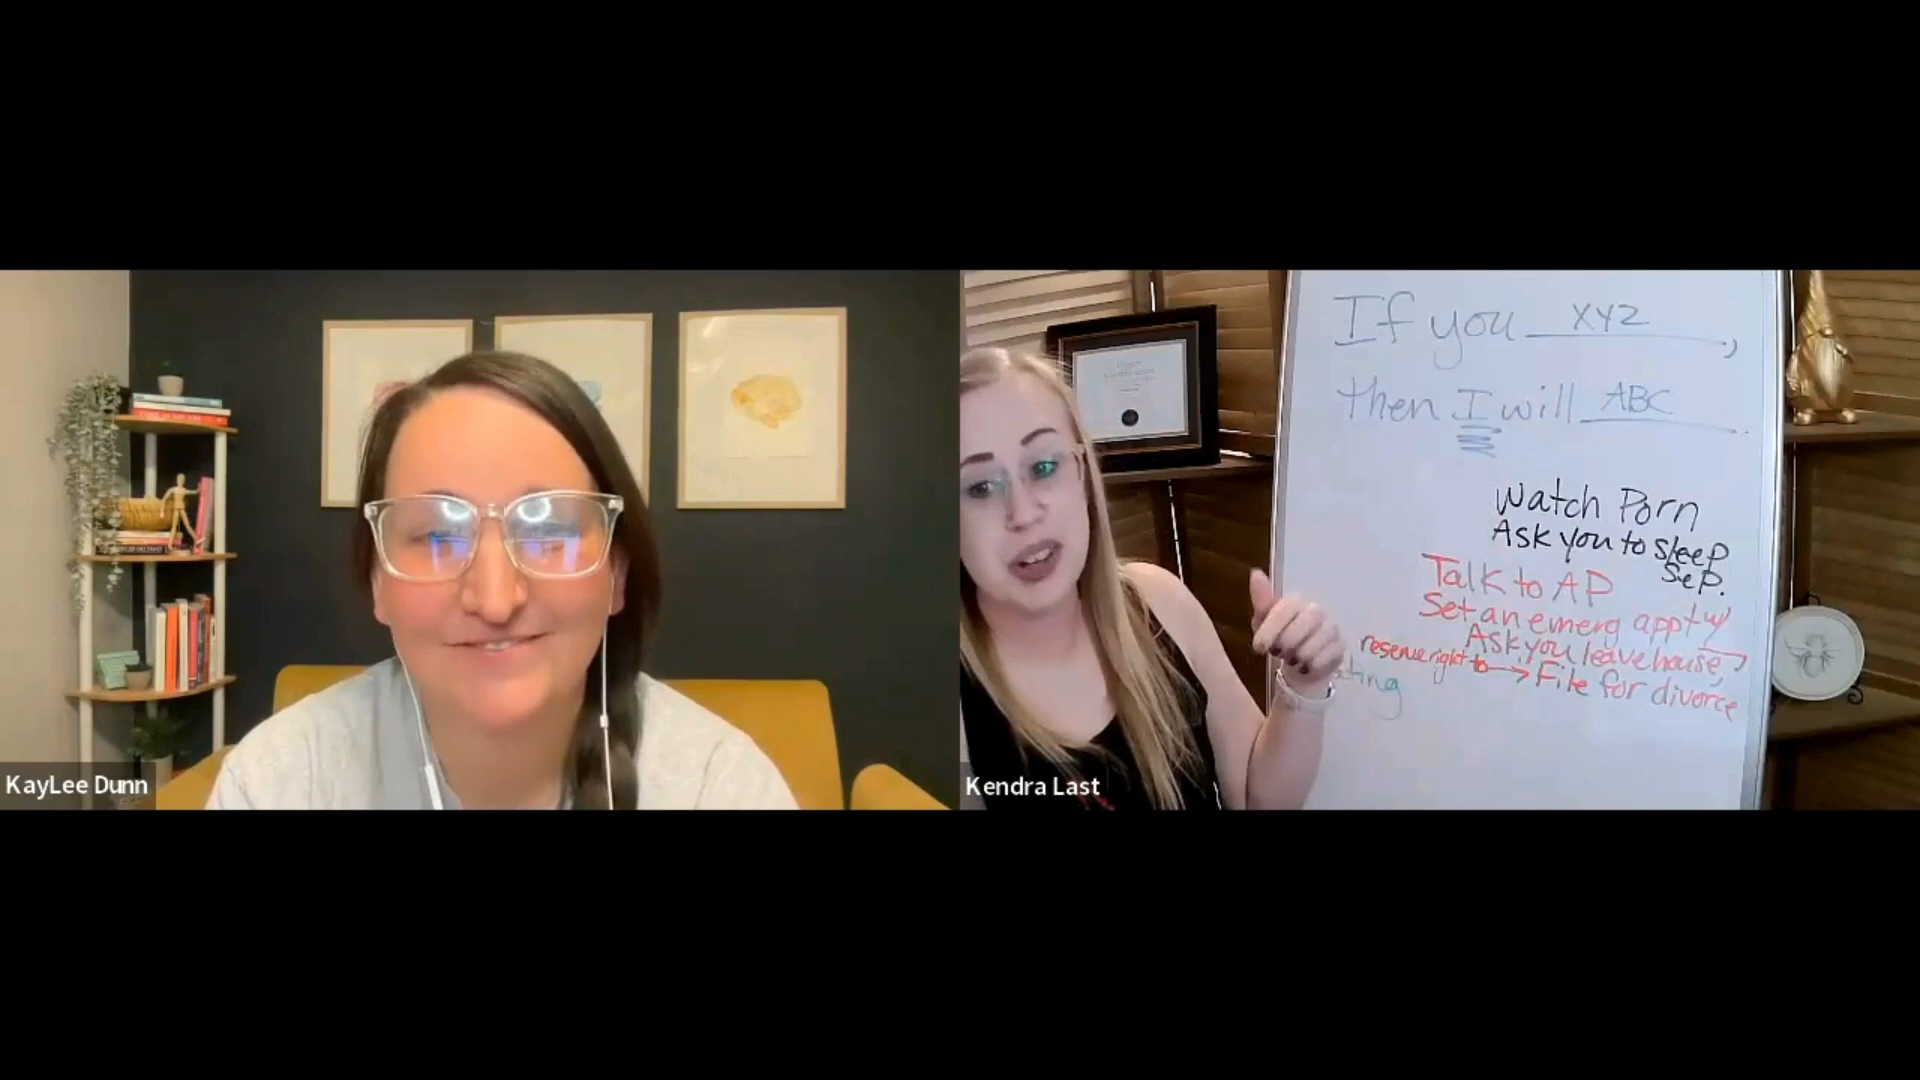 If you XYZ,
then I will ABC.
Watch Porn
Ask you to sleep
sep.
Talk to AP
Set an emerg appt w/
Ask you leave house,
reserve right to → File for divorce
ating
KayLee Dunn
Kendra Last